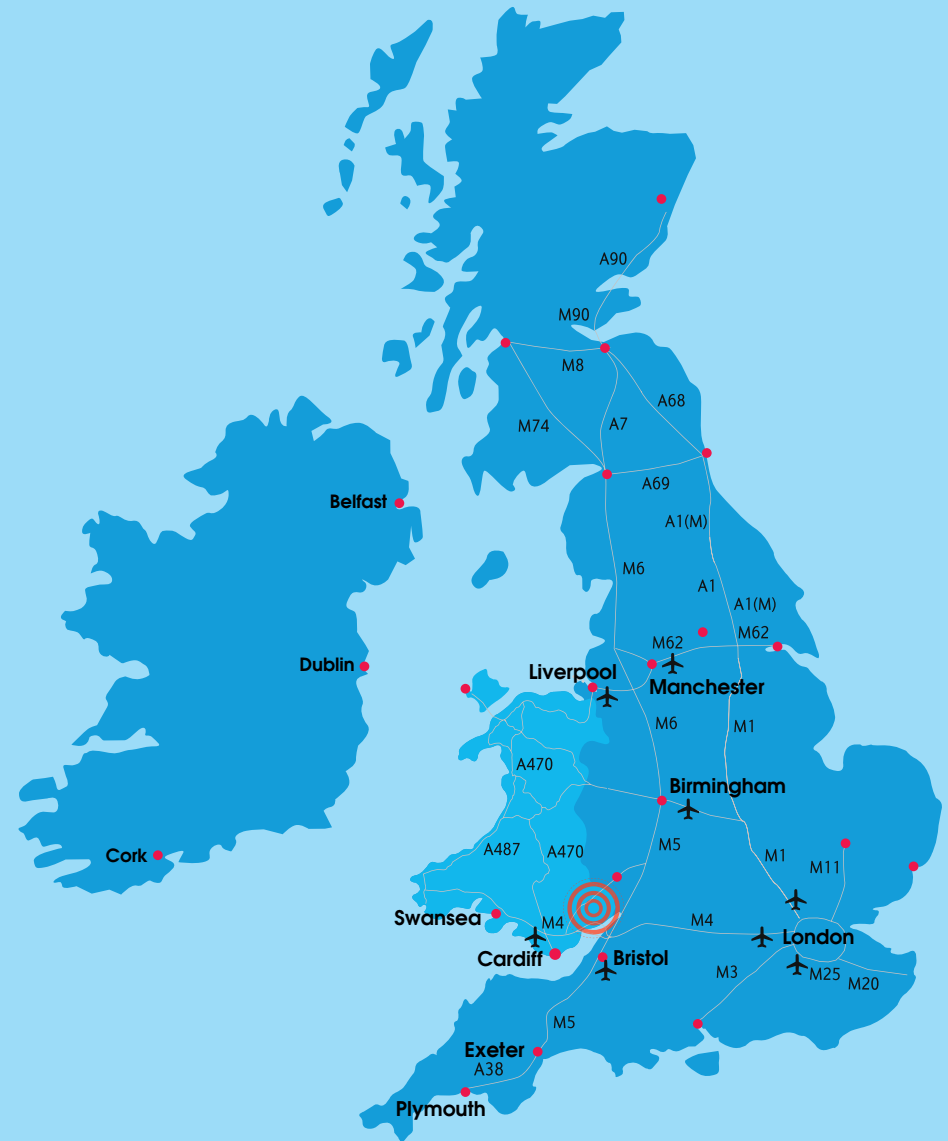 A90
M90
M8
A68
M74
A7
A69
Belfast
A1(M)
M6
A1
A1(M)
M62
M62
Dublin
Liverpool
Manchester
M6
M1
A470
Birmingham
M5
A487
A470
Cork
M1
M11
Swansea
M4
M4
London
Cardiff
Bristol
M3
M25
M20
M5
Exeter
A38
Plymouth